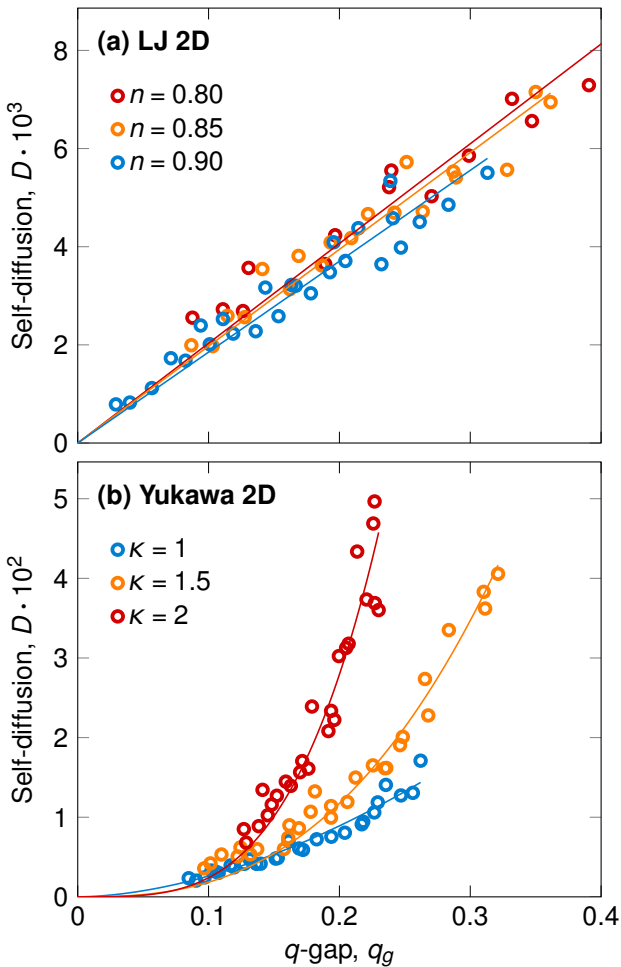 (a) LJ 2D
n = 0.80
n = 0.85
n = 0.90
Self-diffusion, D · 10³
8
6
4
2
0
(b) Yukawa 2D
κ = 1
κ = 1.5
κ = 2
Self-diffusion, D · 10²
5
4
3
2
1
0
0 0.1 0.2 0.3 0.4
q-gap, q_g